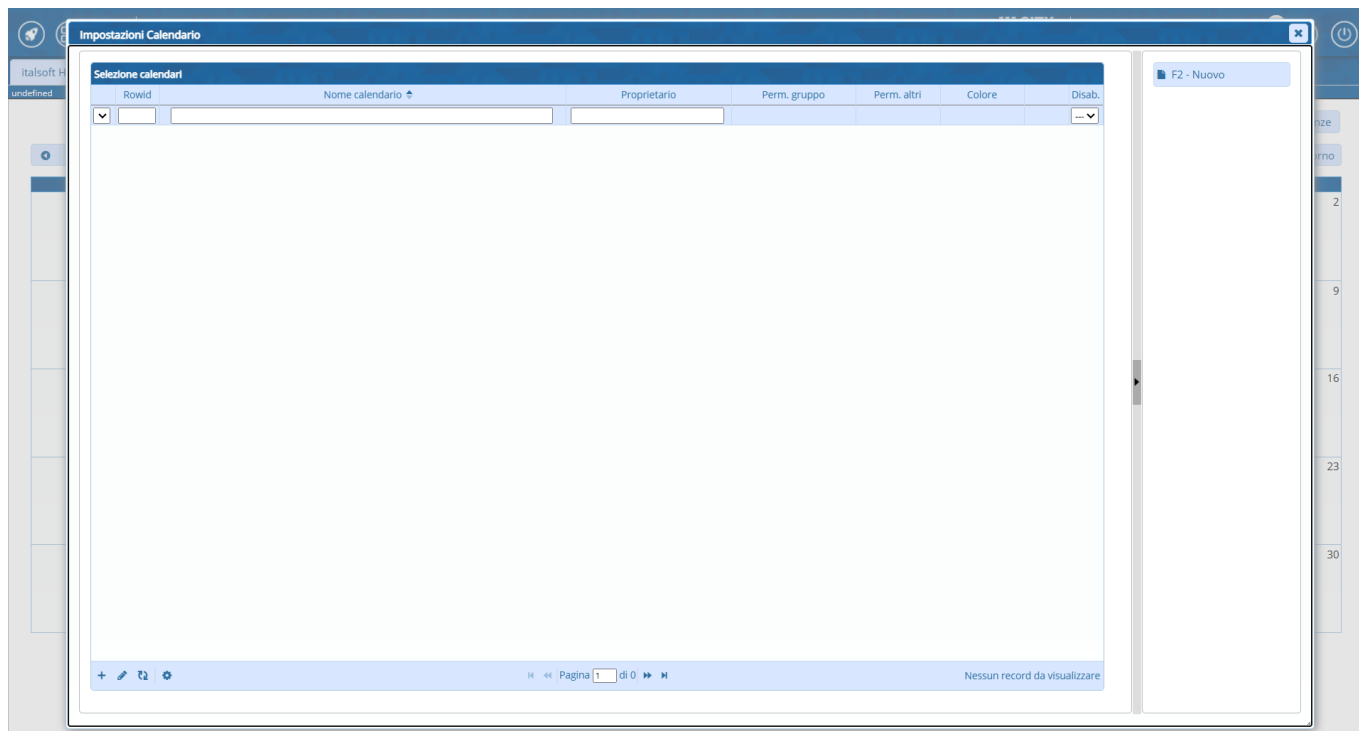 Impostazioni Calendario
italsoft H
undefined
Selezione calendari
Rowid Nome calendario Proprietario Perm. gruppo Perm. altri Colore Disab.
---
F2 - Nuovo
nze
rno
2
9
16
23
30
Pagina 1 di 0
Nessun record da visualizzare